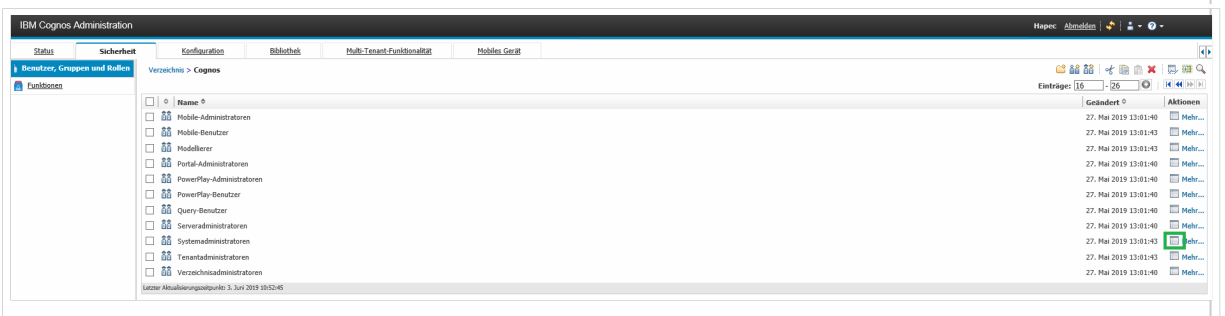 IBM Cognos Administration Hapec Abmelden
Status Sicherheit Konfiguration Bibliothek Multi-Tenant-Funktionalität Mobiles Gerät
Benutzer, Gruppen und Rollen
Funktionen
Verzeichnis > Cognos
Einträge: 16 - 26
Name Geändert Aktionen
Mobile-Administratoren 27. Mai 2019 13:01:40 Mehr...
Mobile-Benutzer 27. Mai 2019 13:01:43 Mehr...
Modellierer 27. Mai 2019 13:01:43 Mehr...
Portal-Administratoren 27. Mai 2019 13:01:40 Mehr...
PowerPlay-Administratoren 27. Mai 2019 13:01:40 Mehr...
PowerPlay-Benutzer 27. Mai 2019 13:01:40 Mehr...
Query-Benutzer 27. Mai 2019 13:01:40 Mehr...
Serveradministratoren 27. Mai 2019 13:01:40 Mehr...
Systemadministratoren 27. Mai 2019 13:01:43 Mehr...
Tenantadministratoren 27. Mai 2019 13:01:43 Mehr...
Verzeichnisadministratoren 27. Mai 2019 13:01:40 Mehr...
Letzter Aktualisierungszeitpunkt: 3. Juni 2019 10:52:45